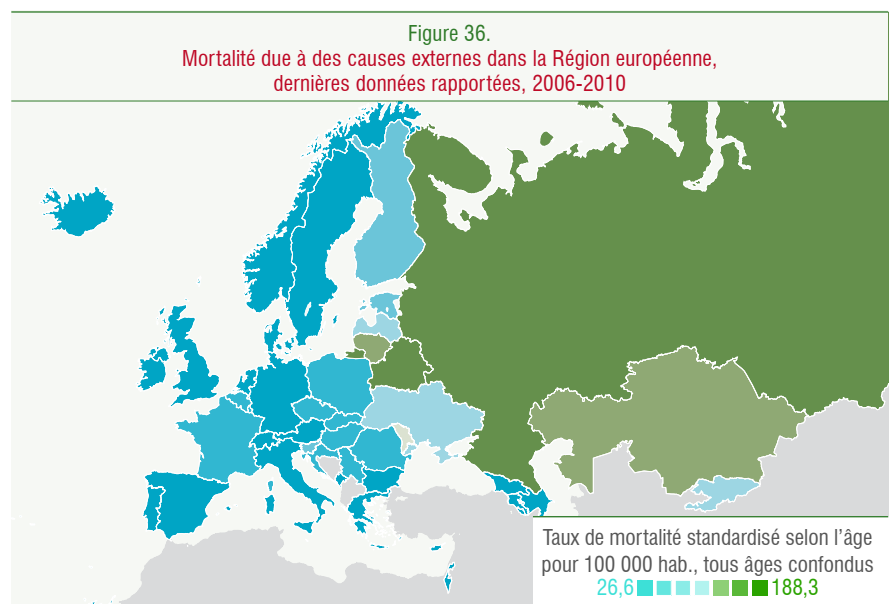 Figure 36.
Mortalité due à des causes externes dans la Région européenne,
dernières données rapportées, 2006-2010
Taux de mortalité standardisé selon l'âge
pour 100 000 hab., tous âges confondus
26,6 188,3